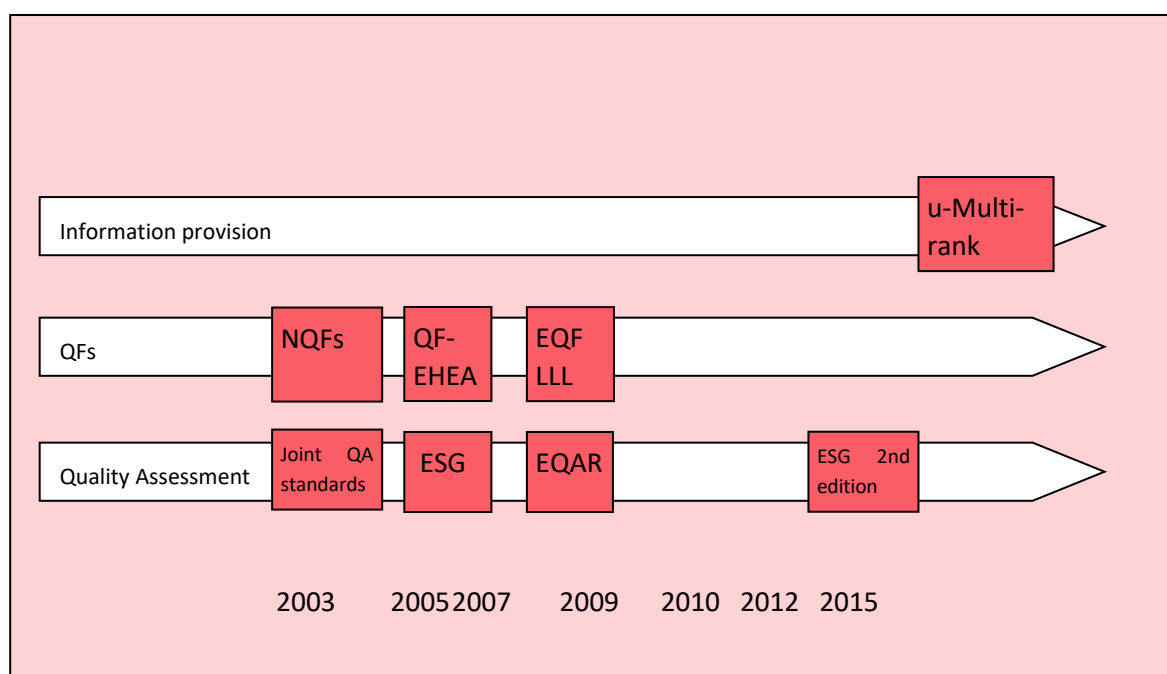 Information provision
u-Multi-
rank
QFs
NQFs
QF-
EHEA
EQF
LLL
Quality Assessment
Joint QA
standards
ESG
EQAR
ESG 2nd
edition
2003 2005 2007 2009 2010 2012 2015